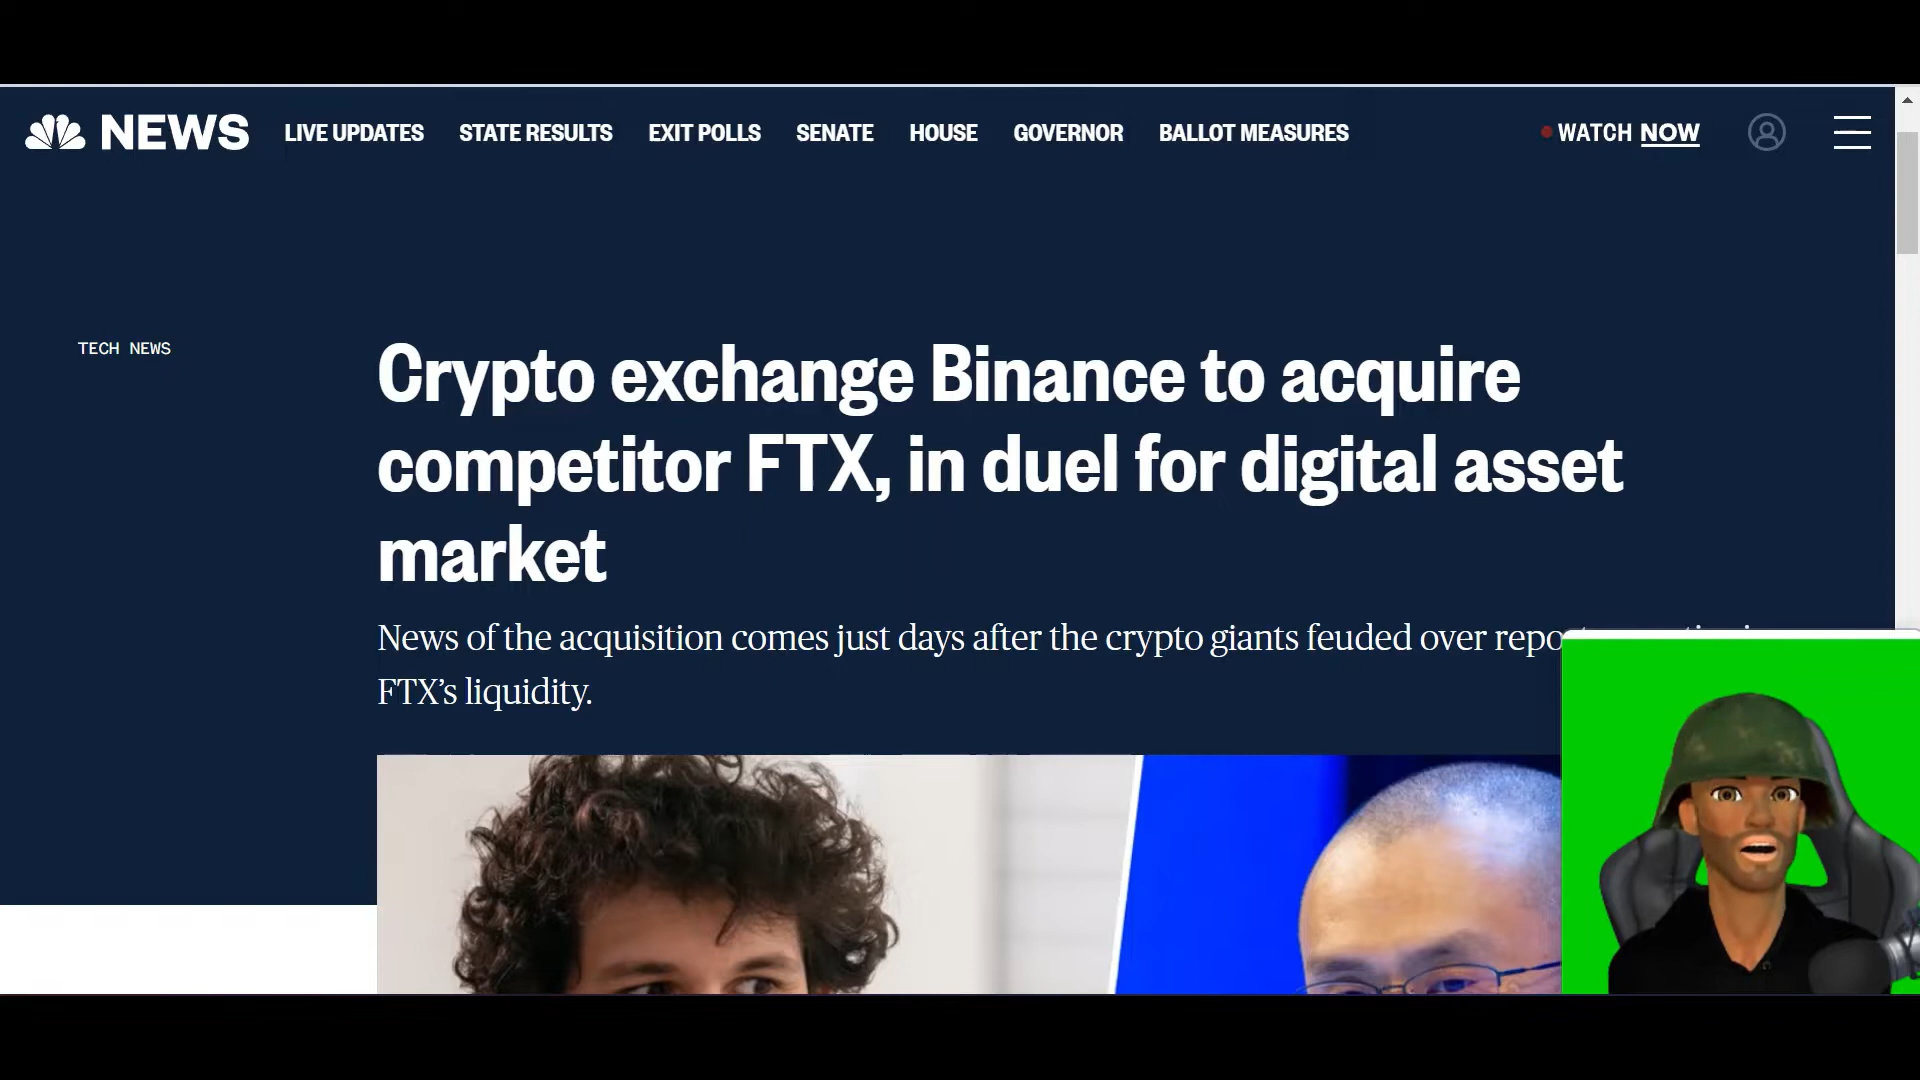 NEWS LIVE UPDATES STATE RESULTS EXIT POLLS SENATE HOUSE GOVERNOR BALLOT MEASURES WATCH NOW
TECH NEWS
Crypto exchange Binance to acquire
competitor FTX, in duel for digital asset
market
News of the acquisition comes just days after the crypto giants feuded over
FTX’s liquidity.